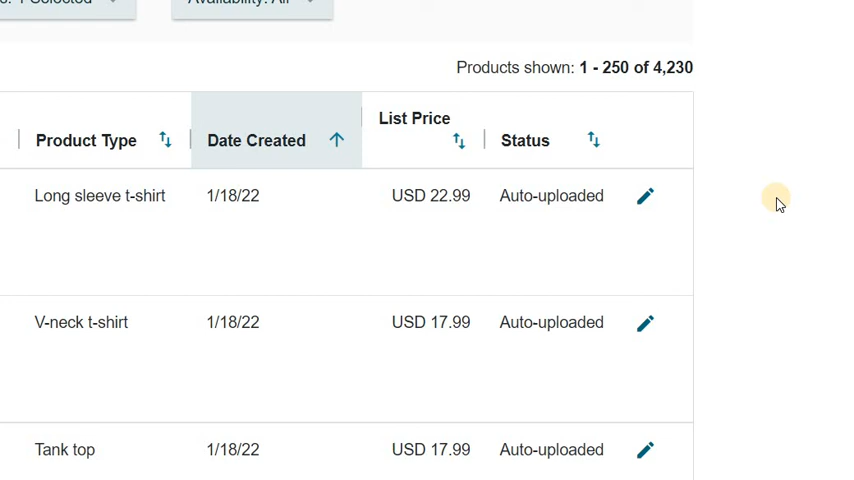 Availability: All
Products shown: 1 - 250 of 4,230
Product Type Date Created List Price Status
Long sleeve t-shirt 1/18/22 USD 22.99 Auto-uploaded
V-neck t-shirt 1/18/22 USD 17.99 Auto-uploaded
Tank top 1/18/22 USD 17.99 Auto-uploaded